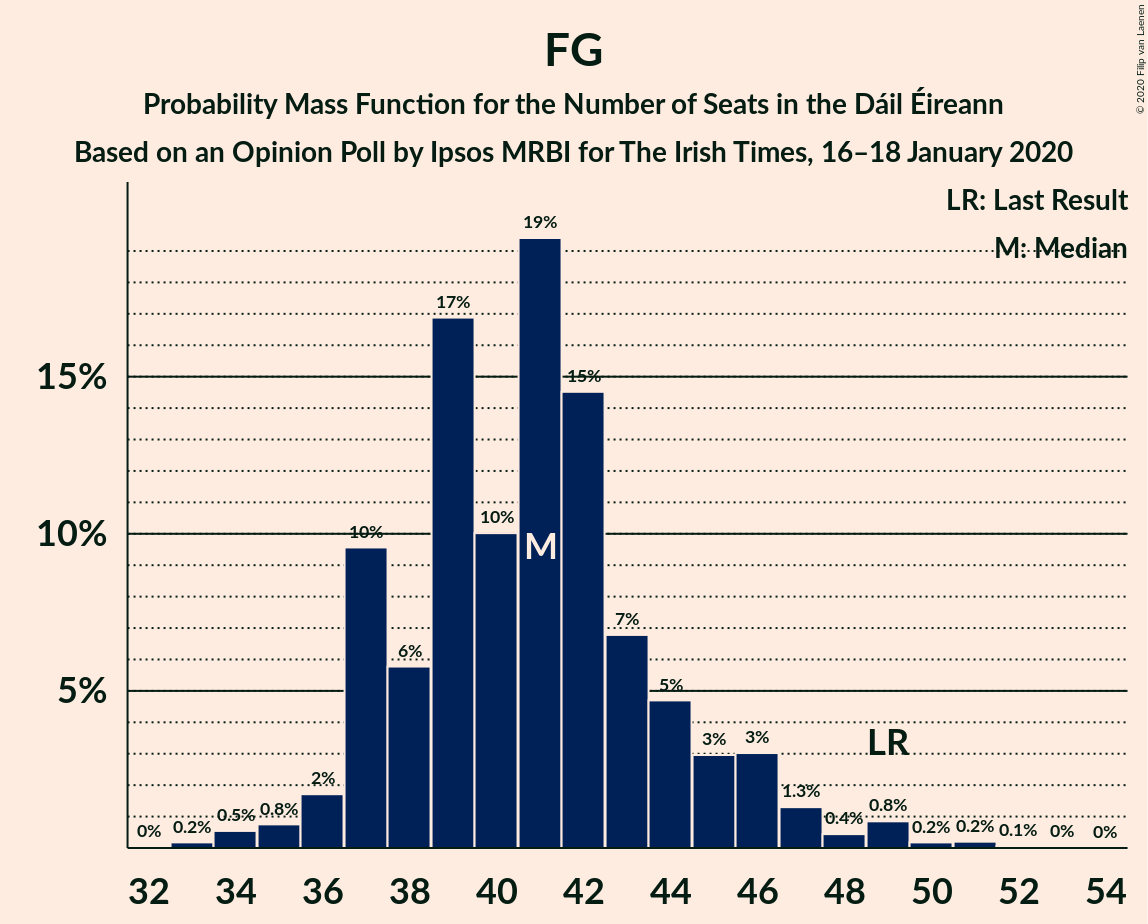 FG
Probability Mass Function for the Number of Seats in the Dáil Éireann
Based on an Opinion Poll by Ipsos MRBI for The Irish Times, 16–18 January 2020
© 2020 Filip van Laenen
LR: Last Result
M: Median
19%
17%
15%
15%
10%
10%
10%
M
7%
6%
5%
5%
3%
3%
LR
2%
1.3%
0%
0.2%
0.5%
0.8%
0.4%
0.8%
0.2%
0.2%
0.1%
0%
0%
32 34 36 38 40 42 44 46 48 50 52 54